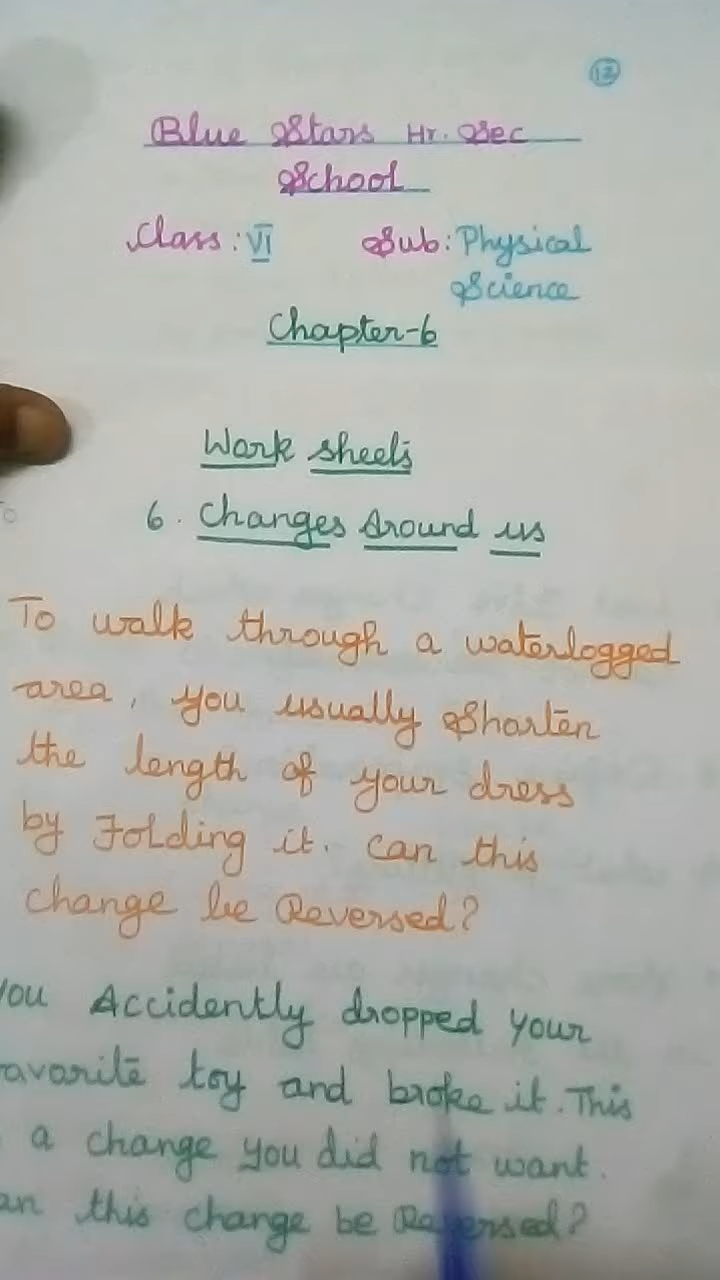 12
Blue Stars Hr. Sec
School
Class: VI Sub: Physical
Science
Chapter-6
Work sheets
6. Changes Around us
To walk through a waterlogged
area, you usually Shorten
the length of your dress
by Folding it. Can this
change be Reversed?
You Accidently dropped your
avorite toy and broke it. This
a change you did not want.
an this change be Reversed?